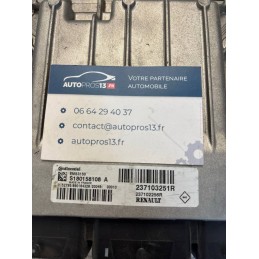 AUTOPROS13.FR
VOTRE PARTENAIRE
AUTOMOBILE
06 64 29 40 37
contact@autopros13.fr
autopros13.fr
Continental
S180138108 A
237103251R
237102256R
RENAULT